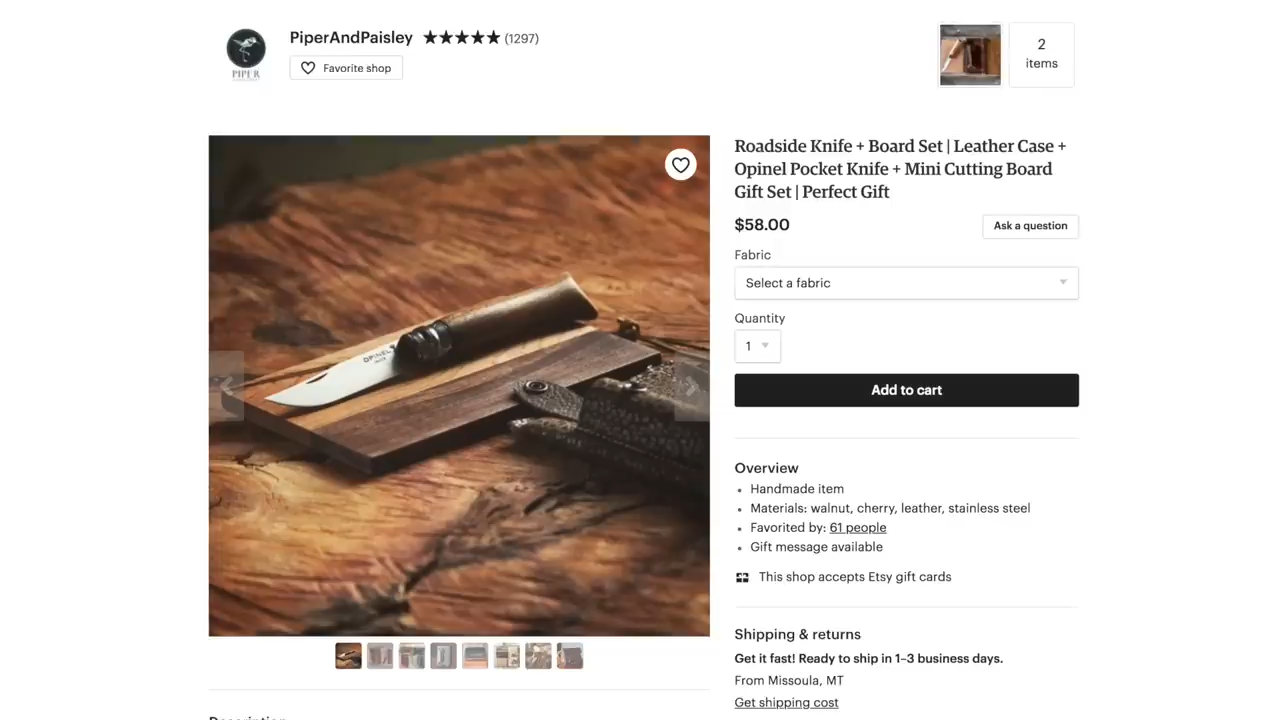 PiperAndPaisley ★★★★★ (1297)
Favorite shop
PIPER
2
items
OPINEL
Roadside Knife + Board Set | Leather Case +
Opinel Pocket Knife + Mini Cutting Board
Gift Set | Perfect Gift
$58.00
Ask a question
Fabric
Select a fabric
Quantity
1
Add to cart
Overview
• Handmade item
• Materials: walnut, cherry, leather, stainless steel
• Favorited by: 61 people
• Gift message available
This shop accepts Etsy gift cards
Shipping & returns
Get it fast! Ready to ship in 1–3 business days.
From Missoula, MT
Get shipping cost
Description